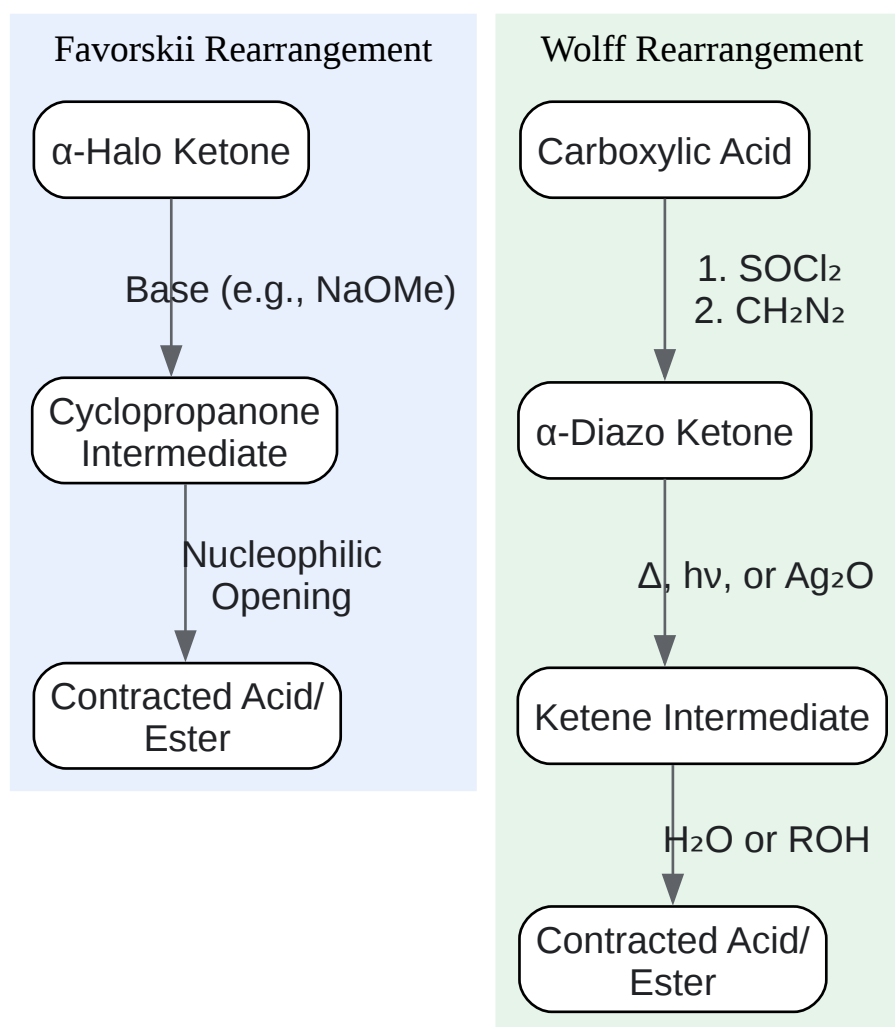 Favorskii Rearrangement
α-Halo Ketone
Base (e.g., NaOMe)
Cyclopropanone
Intermediate
Nucleophilic
Opening
Contracted Acid/
Ester
Wolff Rearrangement
Carboxylic Acid
1. SOCl₂
2. CH₂N₂
α-Diazo Ketone
Δ, hν, or Ag₂O
Ketene Intermediate
H₂O or ROH
Contracted Acid/
Ester